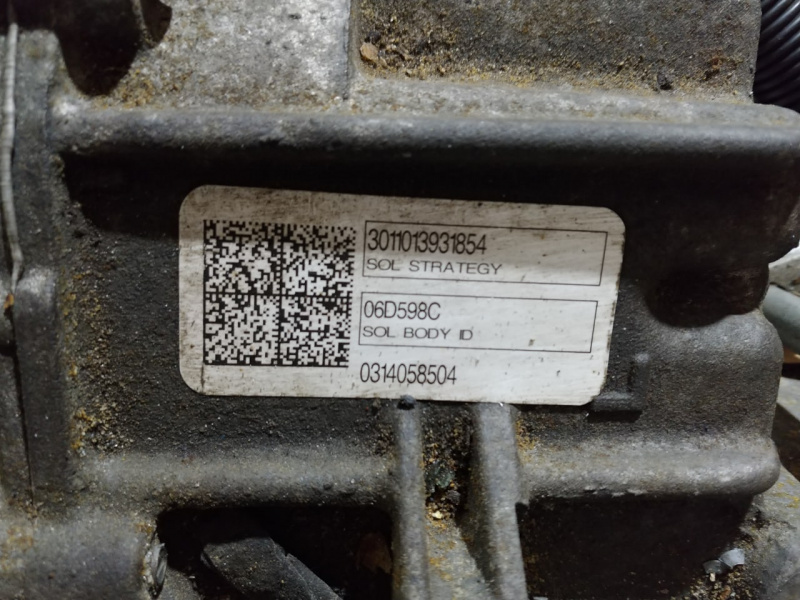 3011013931854
SOL STRATEGY
06D598C
SOL BODY ID
0314058504